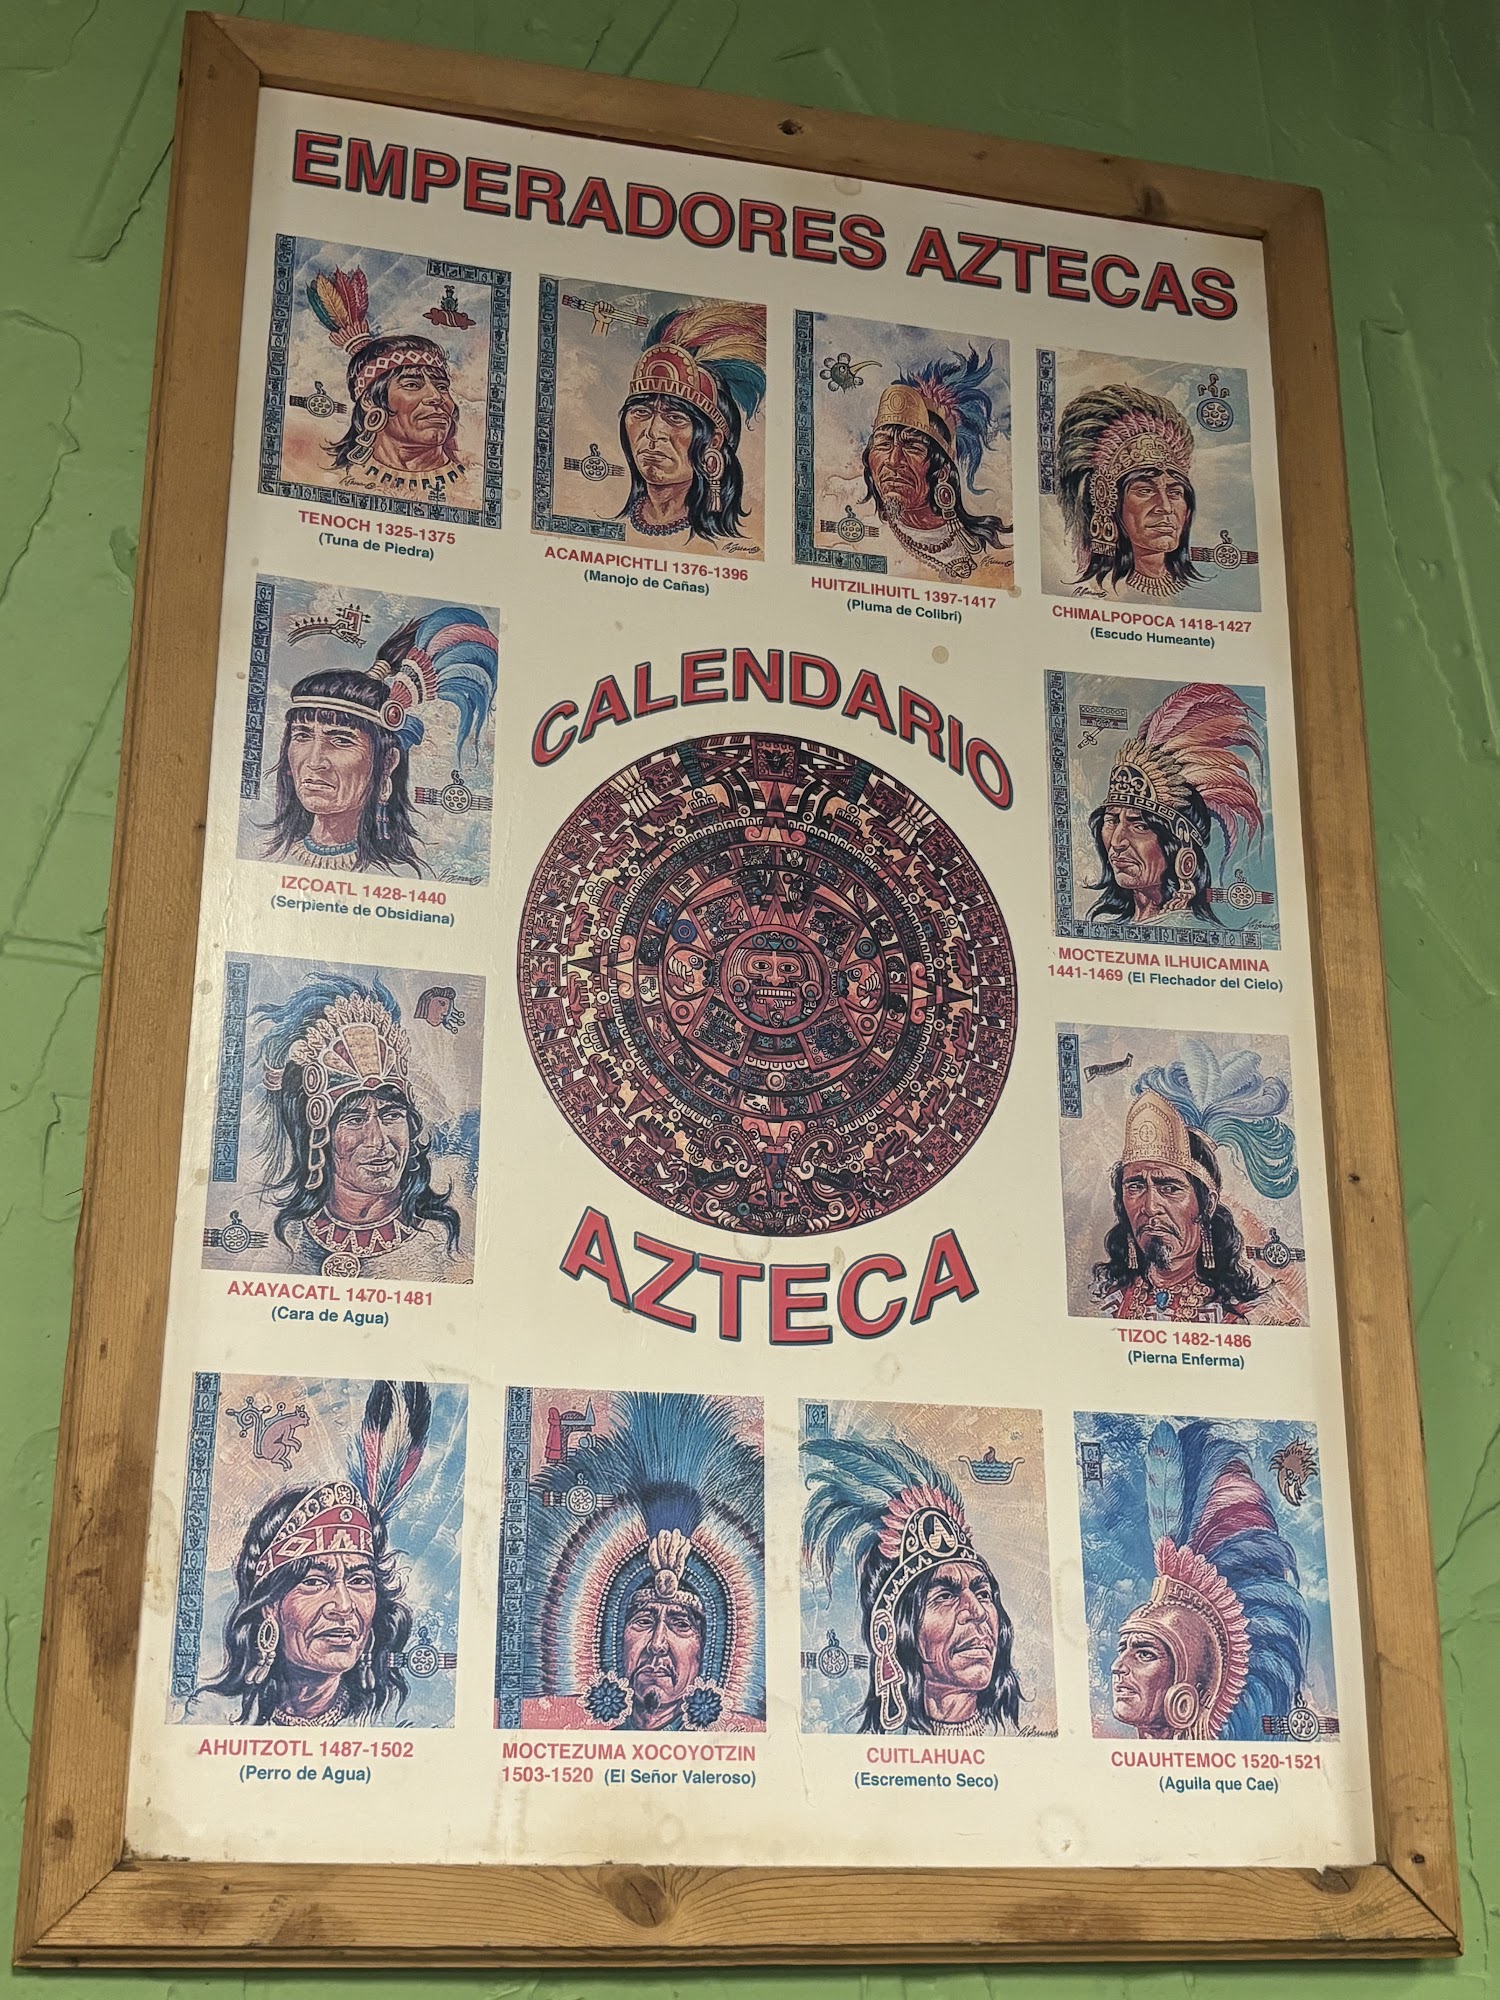 EMPERADORES AZTECAS
TENOCH 1325-1375
(Tuna de Piedra)
ACAMAPICHTLI 1376-1396
(Manojo de Cañas)
HUITZILIHUITL 1397-1417
(Pluma de Colibrí)
CHIMALPOPOCA 1418-1427
(Escudo Humeante)
IZCOATL 1428-1440
(Serpiente de Obsidiana)
CALENDARIO
AZTECA
MOCTEZUMA ILHUICAMINA
1441-1469 (El Flechador del Cielo)
AXAYACATL 1470-1481
(Cara de Agua)
TIZOC 1482-1486
(Pierna Enferma)
AHUITZOTL 1487-1502
(Perro de Agua)
MOCTEZUMA XOCOYOTZIN
1503-1520 (El Señor Valeroso)
CUITLAHUAC
(Escremento Seco)
CUAUHTEMOC 1520-1521
(Aguila que Cae)